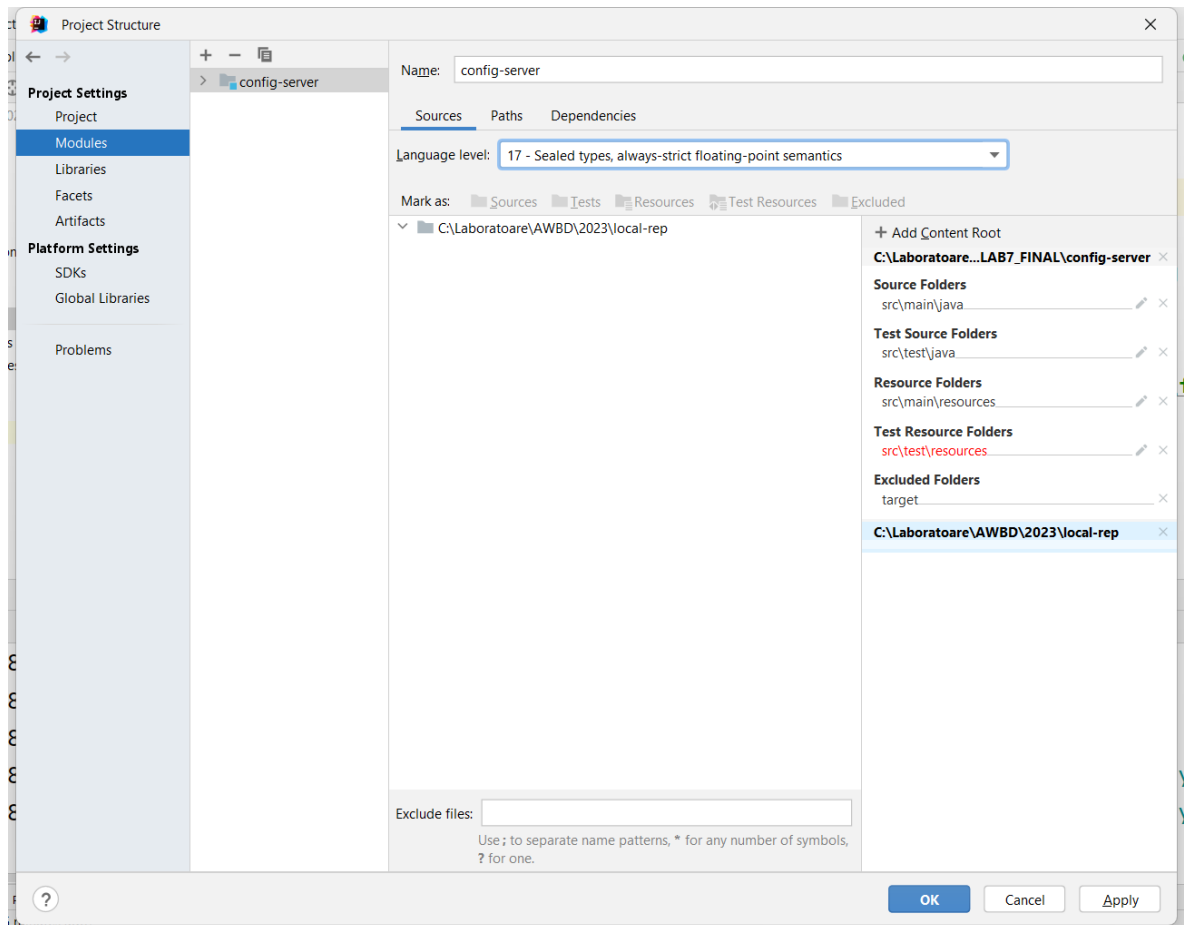 Project Structure
Project Settings
Project
Modules
Libraries
Facets
Artifacts
Platform Settings
SDKs
Global Libraries
Problems
config-server
Name: config-server
Sources Paths Dependencies
Language level: 17 - Sealed types, always-strict floating-point semantics
Mark as: Sources Tests Resources Test Resources Excluded
C:\Laboratoare\AWBD\2023\local-rep
+ Add Content Root
C:\Laboratoare...LAB7_FINAL\config-server
Source Folders
src\main\java
Test Source Folders
src\test\java
Resource Folders
src\main\resources
Test Resource Folders
src\test\resources
Excluded Folders
target
C:\Laboratoare\AWBD\2023\local-rep
Exclude files:
Use ; to separate name patterns, * for any number of symbols,
? for one.
?
OK Cancel Apply